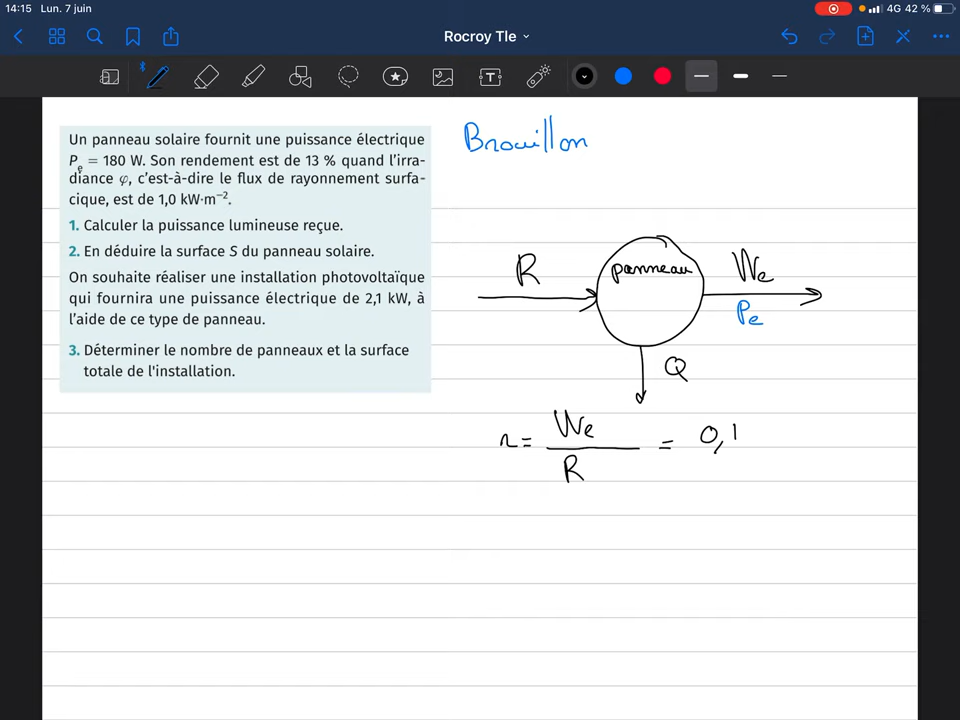 14:15 Lun. 7 juin
4G 42 %
Rocroy Tle
Un panneau solaire fournit une puissance électrique
Pe = 180 W. Son rendement est de 13 % quand l'irra-
diance φ, c'est-à-dire le flux de rayonnement surfa-
cique, est de 1,0 kW·m⁻².
1. Calculer la puissance lumineuse reçue.
2. En déduire la surface S du panneau solaire.
On souhaite réaliser une installation photovoltaïque
qui fournira une puissance électrique de 2,1 kW, à
l'aide de ce type de panneau.
3. Déterminer le nombre de panneaux et la surface
totale de l'installation.
Brouillon
R
panneau
We
Pe
Q
r = We / R = 0,1